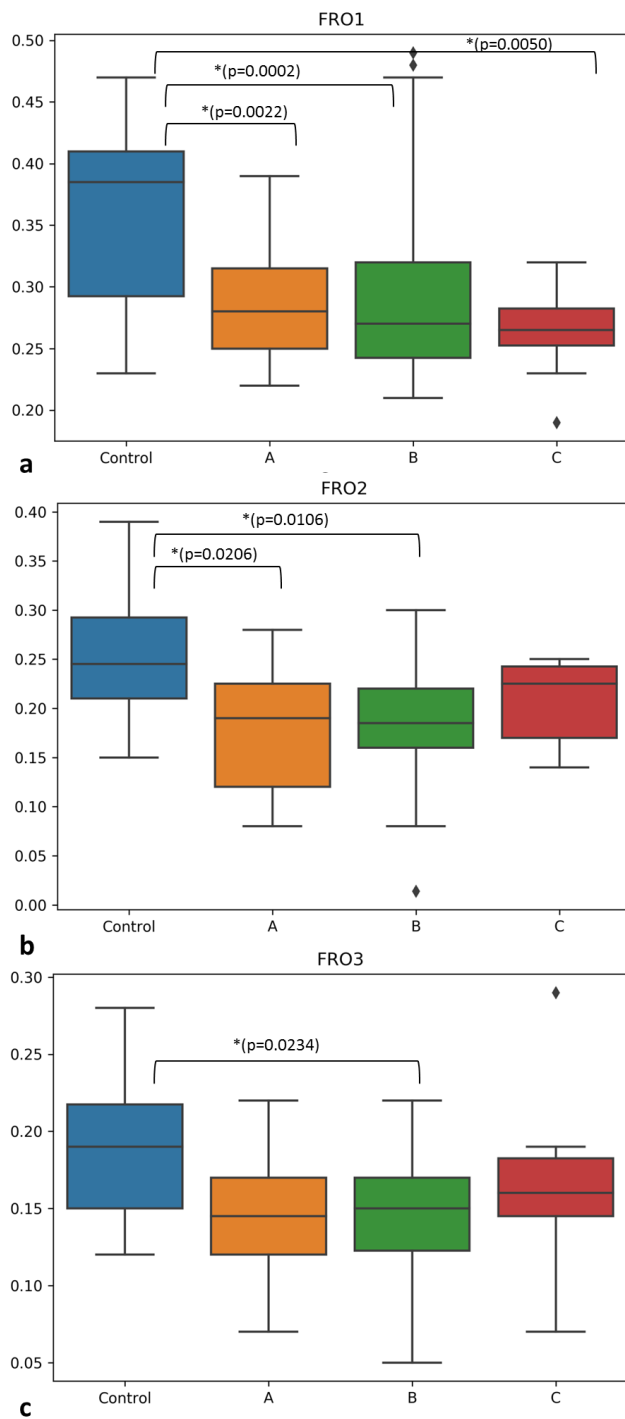 FRO1
0.50
*(p=0.0050)
*(p=0.0002)
0.45
*(p=0.0022)
0.40
0.35
0.30
0.25
0.20
a
Control A B C
FRO2
0.40
*(p=0.0106)
0.35
*(p=0.0206)
0.30
0.25
0.20
0.15
0.10
0.05
0.00
b
Control A B C
FRO3
0.30
*(p=0.0234)
0.25
0.20
0.15
0.10
0.05
c
Control A B C